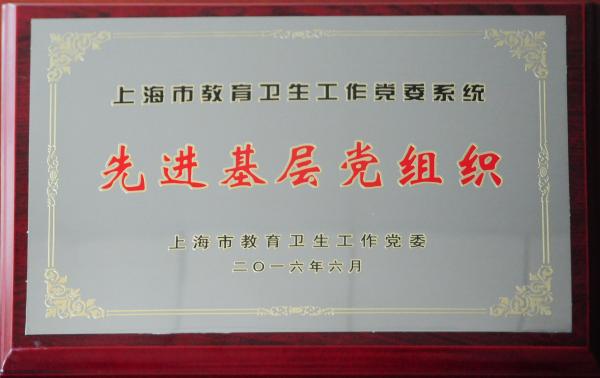 上海市教育卫生工作党委系统
先进基层党组织
上海市教育卫生工作党委
二〇一六年六月